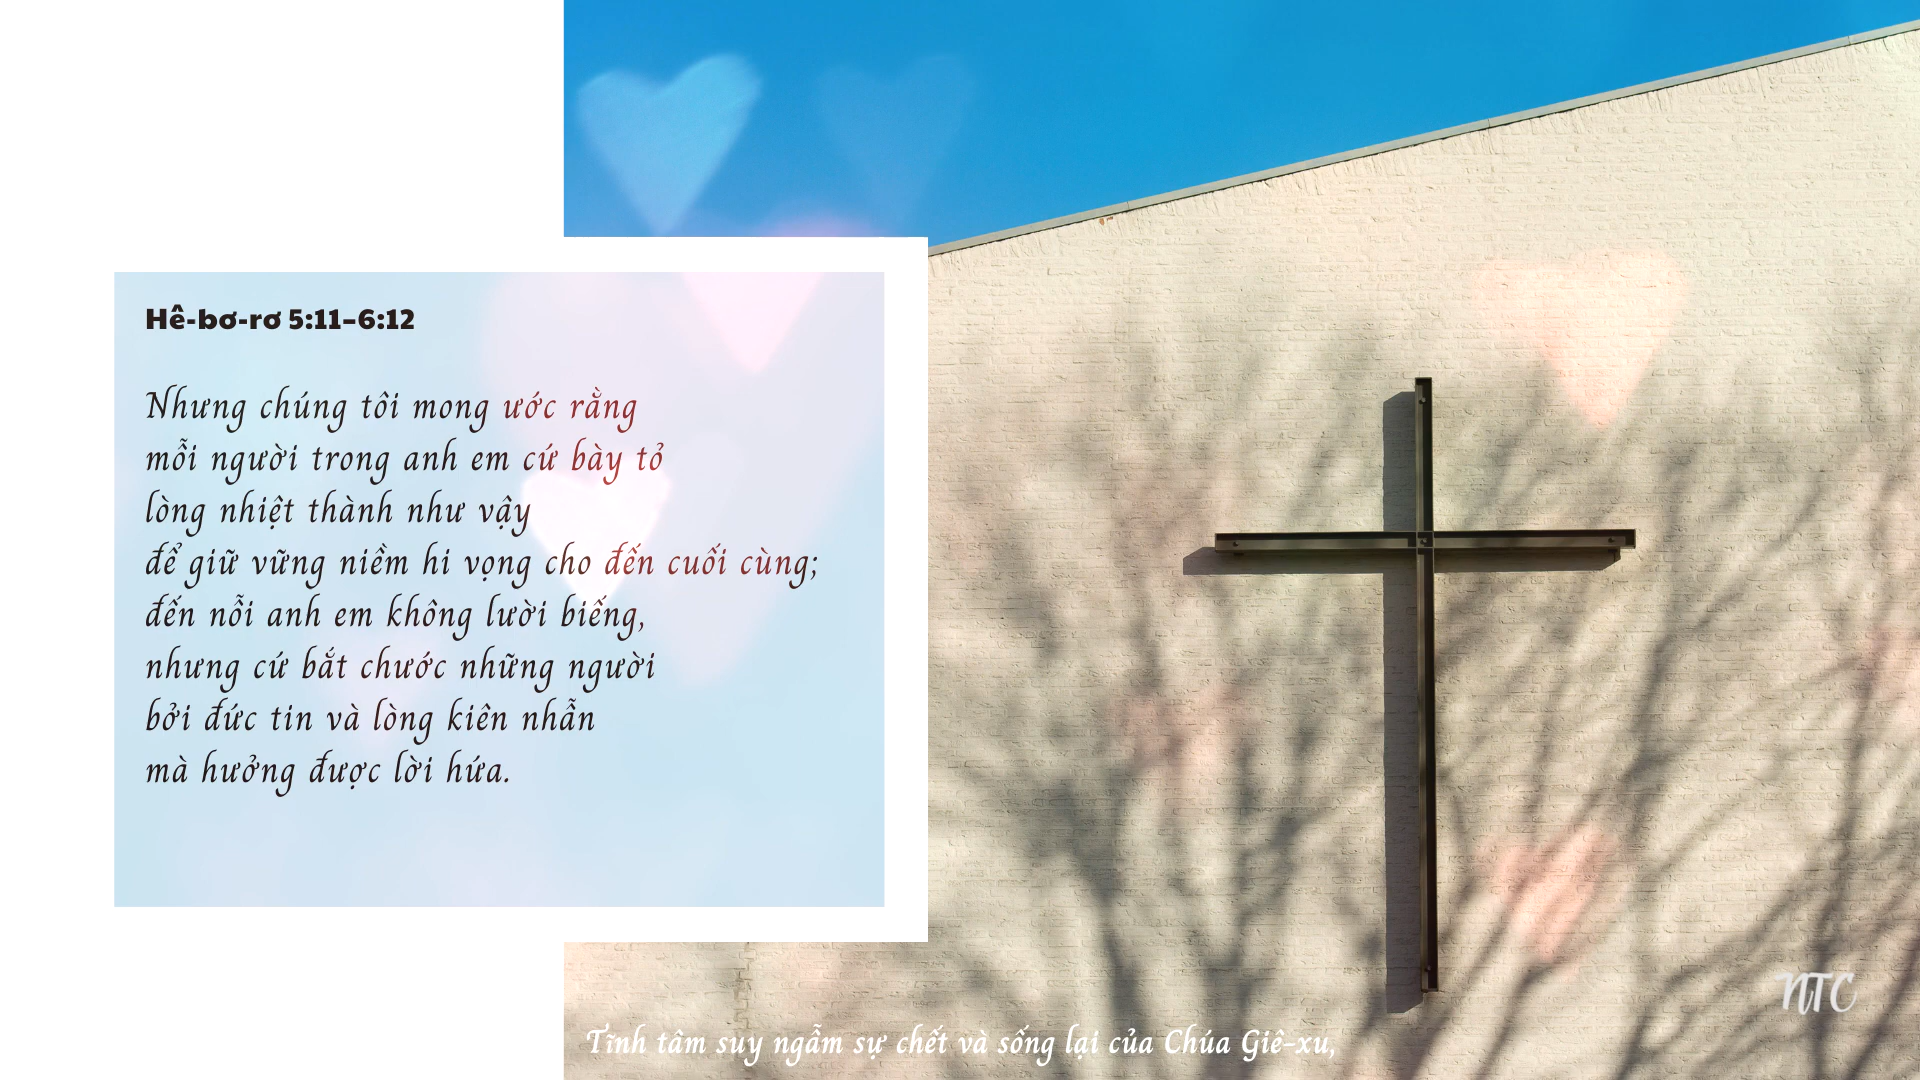 Hê-bơ-rơ 5:11–6:12
Nhưng chúng tôi mong ước rằng
mỗi người trong anh em cứ bày tỏ
lòng nhiệt thành như vậy
để giữ vững niềm hi vọng cho đến cuối cùng;
đến nỗi anh em không lười biếng,
nhưng cứ bắt chước những người
bởi đức tin và lòng kiên nhẫn
mà hưởng được lời hứa.
NTC
Tĩnh tâm suy ngẫm sự chết và sống lại của Chúa Giê-xu,